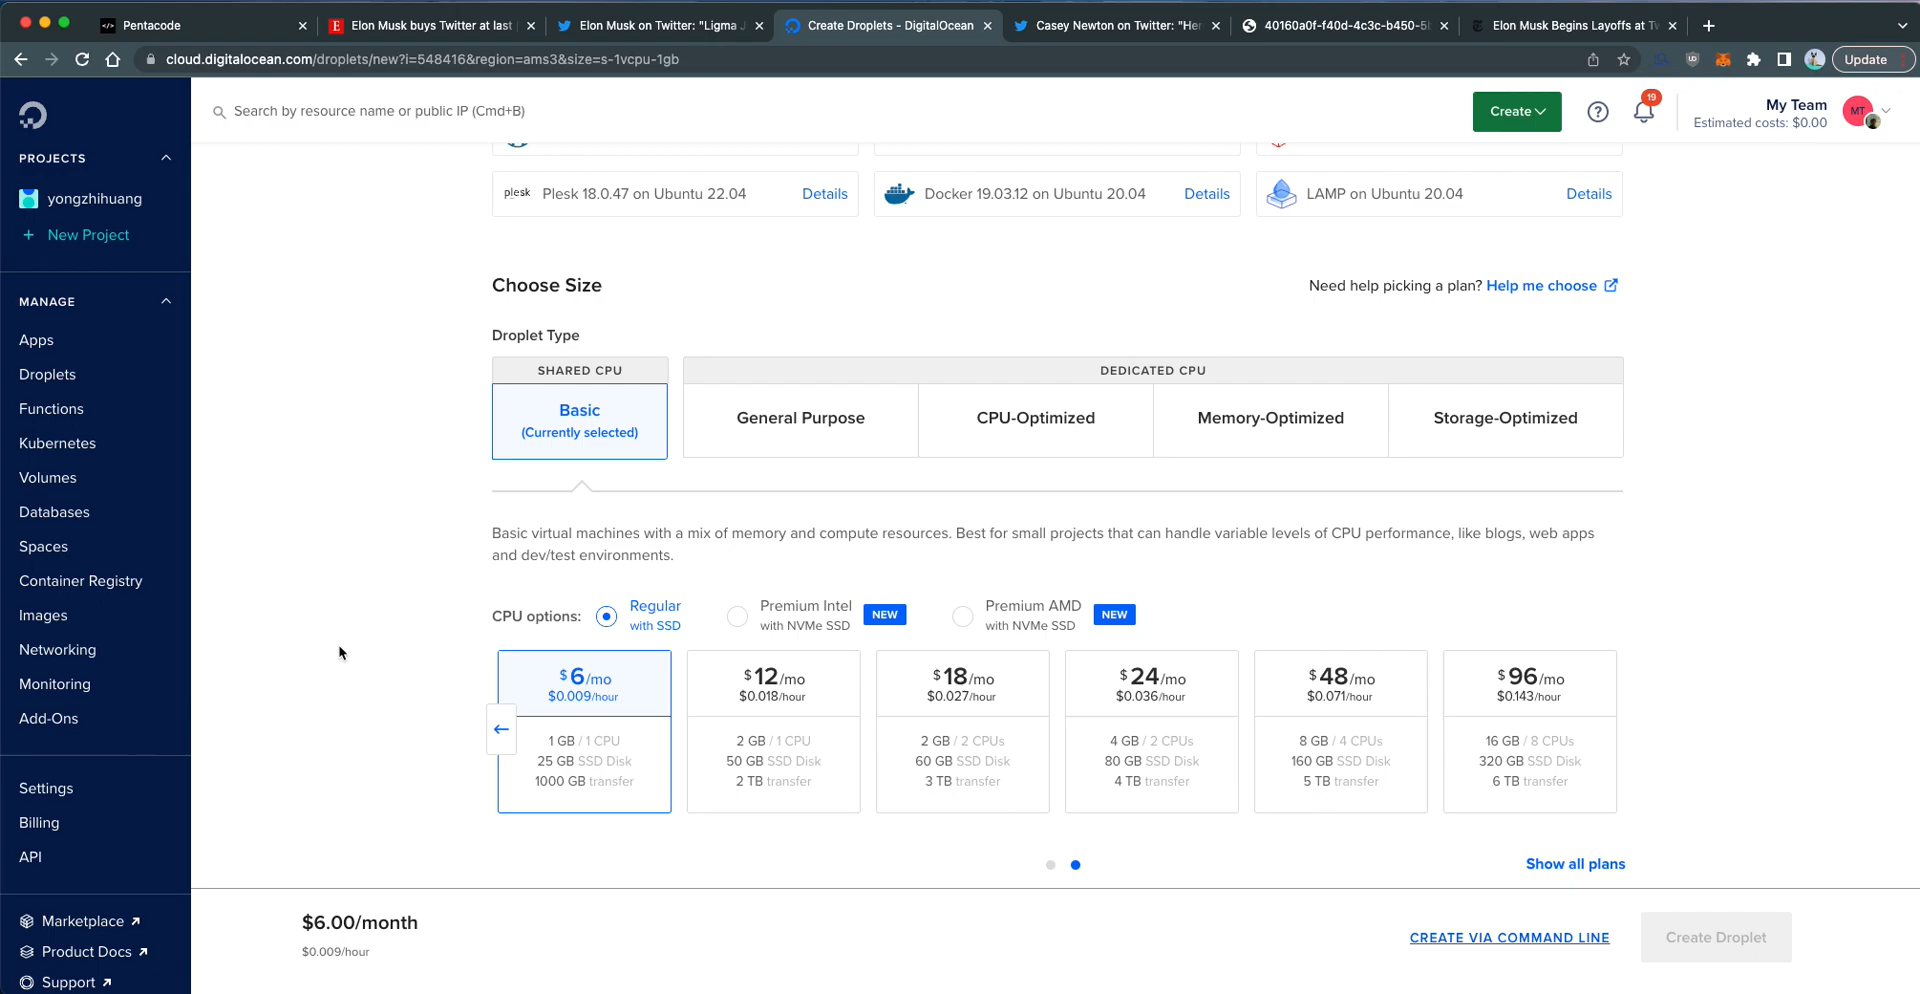 Pentacode
Elon Musk buys Twitter at last
Elon Musk on Twitter: "Ligma J
Create Droplets - DigitalOcean
Casey Newton on Twitter: "Her
40160a0f-f40d-4c3c-b450-5
Elon Musk Begins Layoffs at Tw
cloud.digitalocean.com/droplets/new?i=548416&region=ams3&size=s-1vcpu-1gb
Update
Search by resource name or public IP (Cmd+B)
Create
19
My Team
Estimated costs: $0.00
MT
PROJECTS
yongzhihuang
+ New Project
MANAGE
Apps
Droplets
Functions
Kubernetes
Volumes
Databases
Spaces
Container Registry
Images
Networking
Monitoring
Add-Ons
Settings
Billing
API
Marketplace
Product Docs
Support
plesk Plesk 18.0.47 on Ubuntu 22.04 Details
Docker 19.03.12 on Ubuntu 20.04 Details
LAMP on Ubuntu 20.04 Details
Choose Size
Need help picking a plan? Help me choose
Droplet Type
SHARED CPU
DEDICATED CPU
Basic
(Currently selected)
General Purpose
CPU-Optimized
Memory-Optimized
Storage-Optimized
Basic virtual machines with a mix of memory and compute resources. Best for small projects that can handle variable levels of CPU performance, like blogs, web apps
and dev/test environments.
CPU options:
Regular
with SSD
Premium Intel
with NVMe SSD
NEW
Premium AMD
with NVMe SSD
NEW
$6/mo
$0.009/hour
1 GB / 1 CPU
25 GB SSD Disk
1000 GB transfer
$12/mo
$0.018/hour
2 GB / 1 CPU
50 GB SSD Disk
2 TB transfer
$18/mo
$0.027/hour
2 GB / 2 CPUs
60 GB SSD Disk
3 TB transfer
$24/mo
$0.036/hour
4 GB / 2 CPUs
80 GB SSD Disk
4 TB transfer
$48/mo
$0.071/hour
8 GB / 4 CPUs
160 GB SSD Disk
5 TB transfer
$96/mo
$0.143/hour
16 GB / 8 CPUs
320 GB SSD Disk
6 TB transfer
Show all plans
$6.00/month
$0.009/hour
CREATE VIA COMMAND LINE
Create Droplet